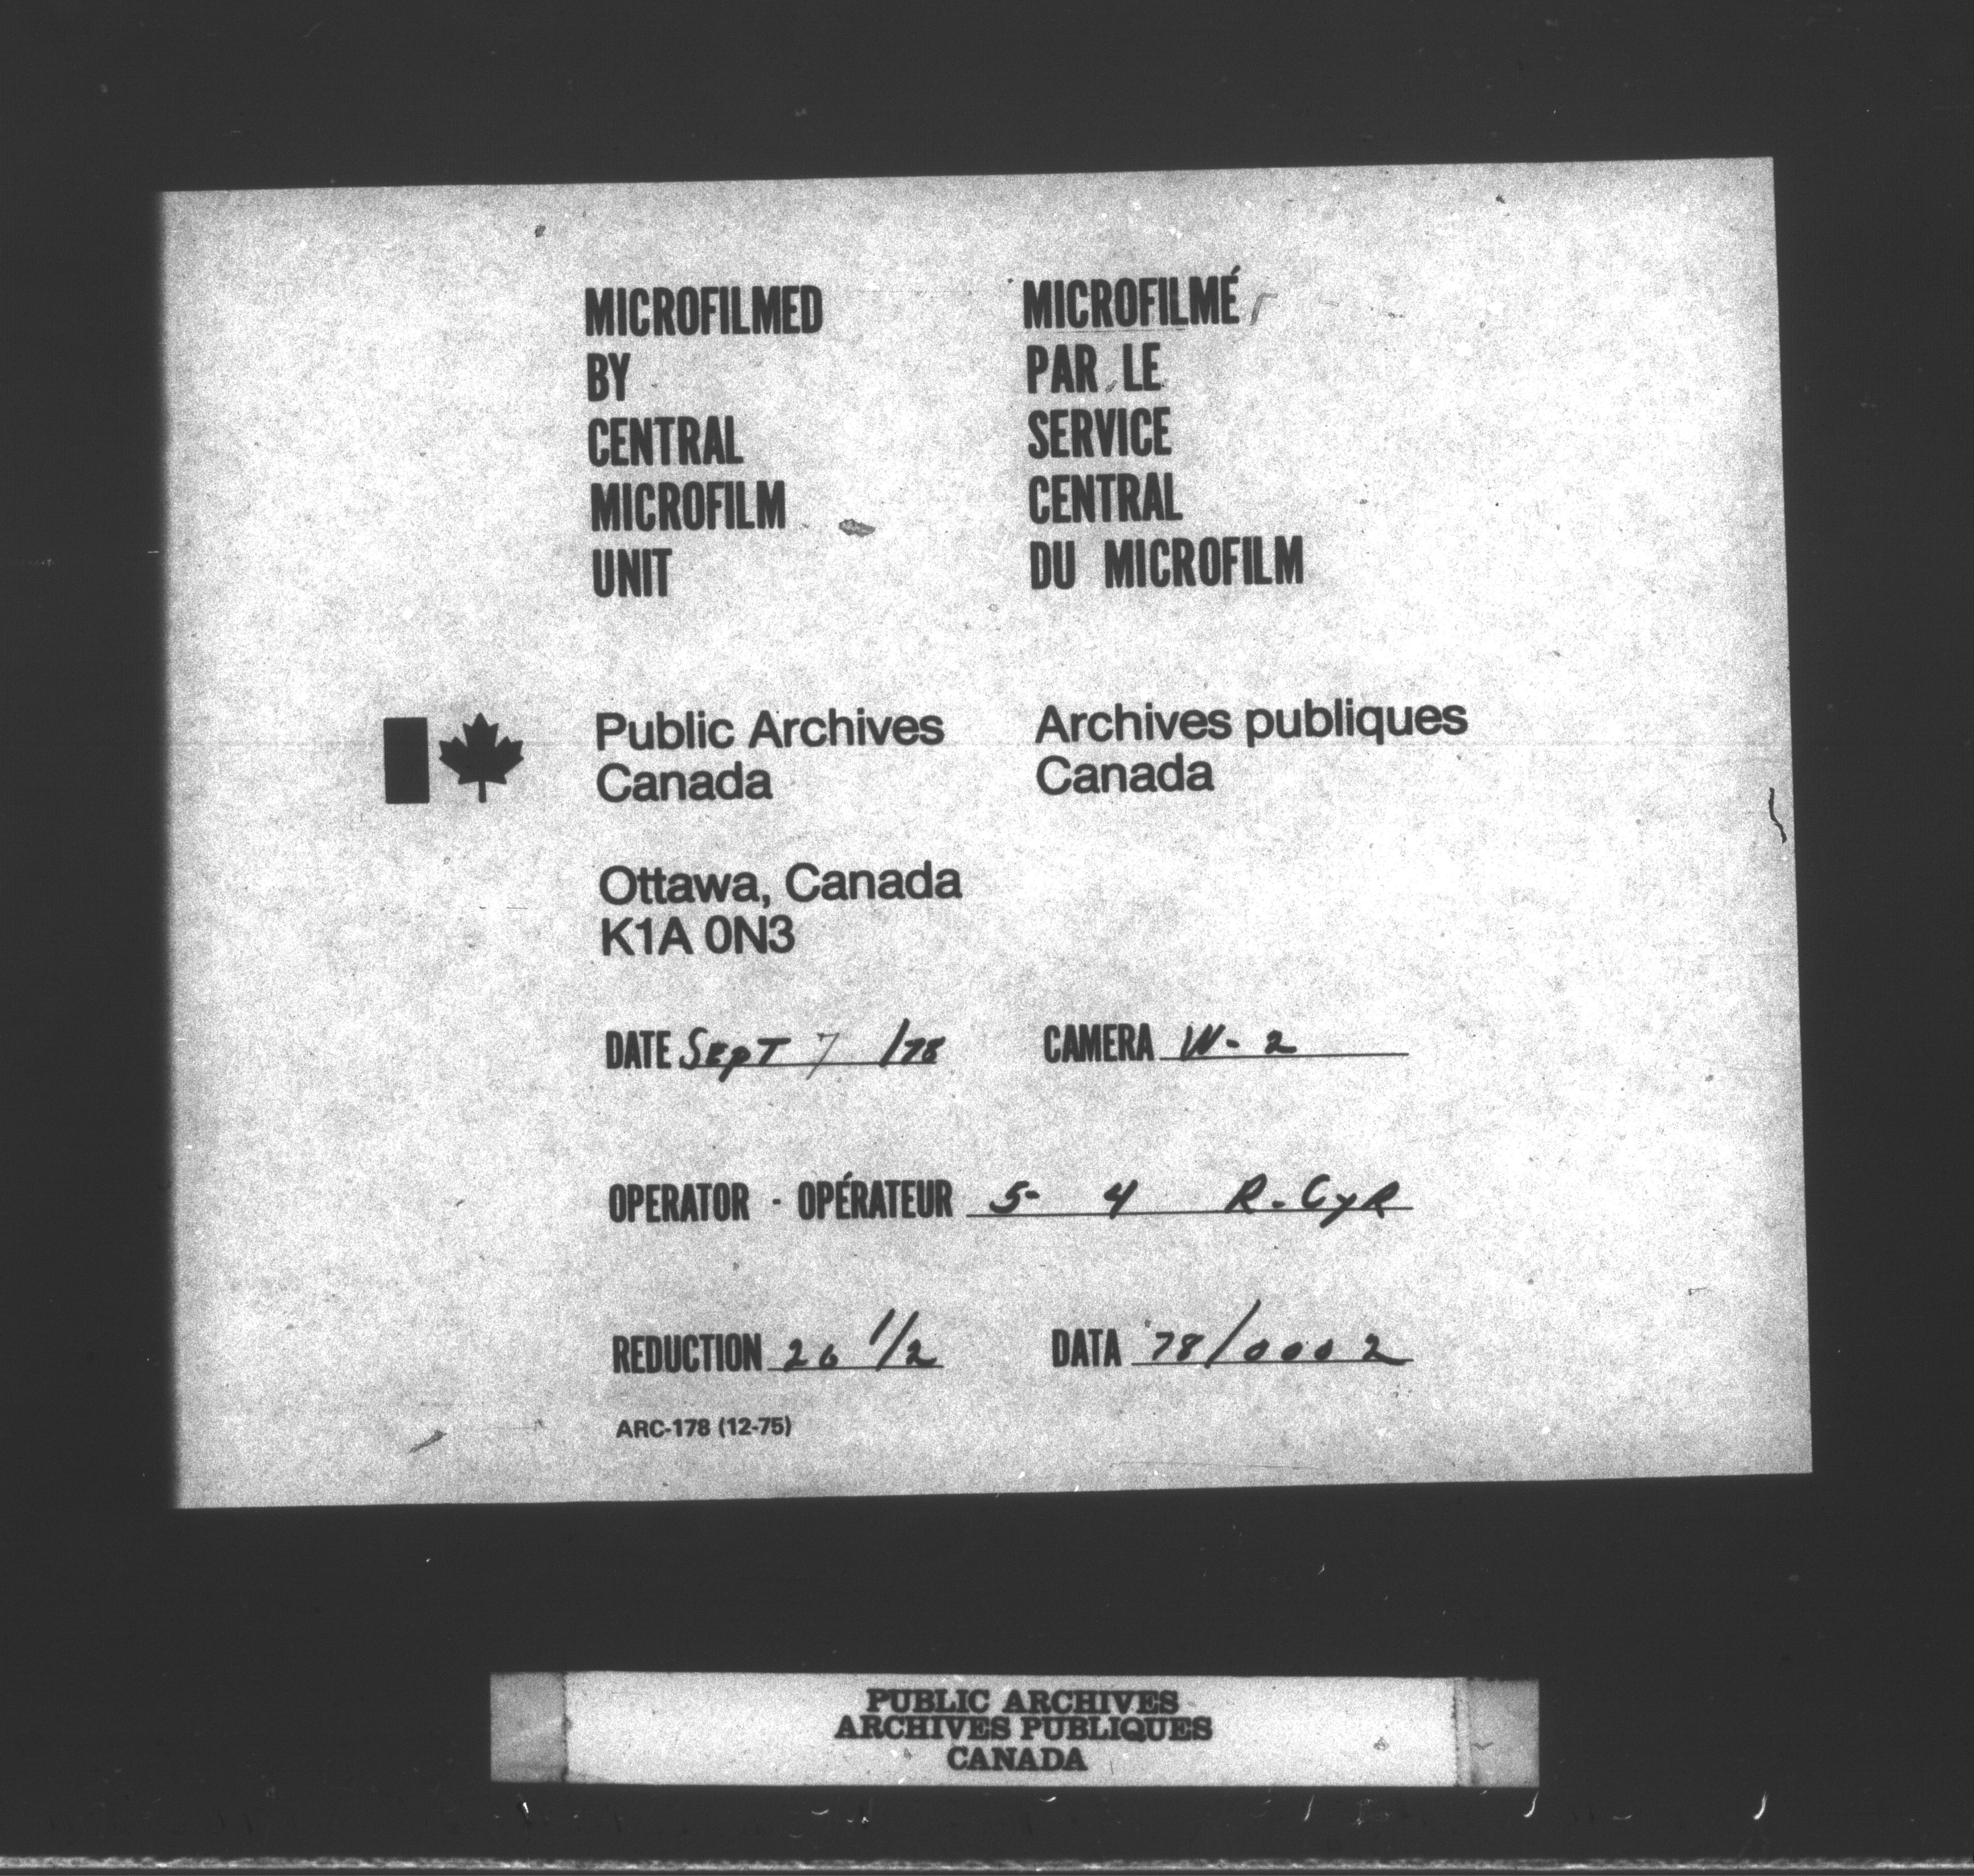 MICROFILMED
BY
CENTRAL
MICROFILM
UNIT
MICROFILMÉ
PAR LE
SERVICE
CENTRAL
DU MICROFILM
Public Archives
Canada
Archives publiques
Canada
Ottawa, Canada
K1A 0N3
DATE SEPT 7 /78
CAMERA W-2
OPERATOR - OPÉRATEUR 5- 4 R. CYR
REDUCTION 20 1/2
DATA 78/0002
ARC-178 (12-75)
PUBLIC ARCHIVES
ARCHIVES PUBLIQUES
CANADA